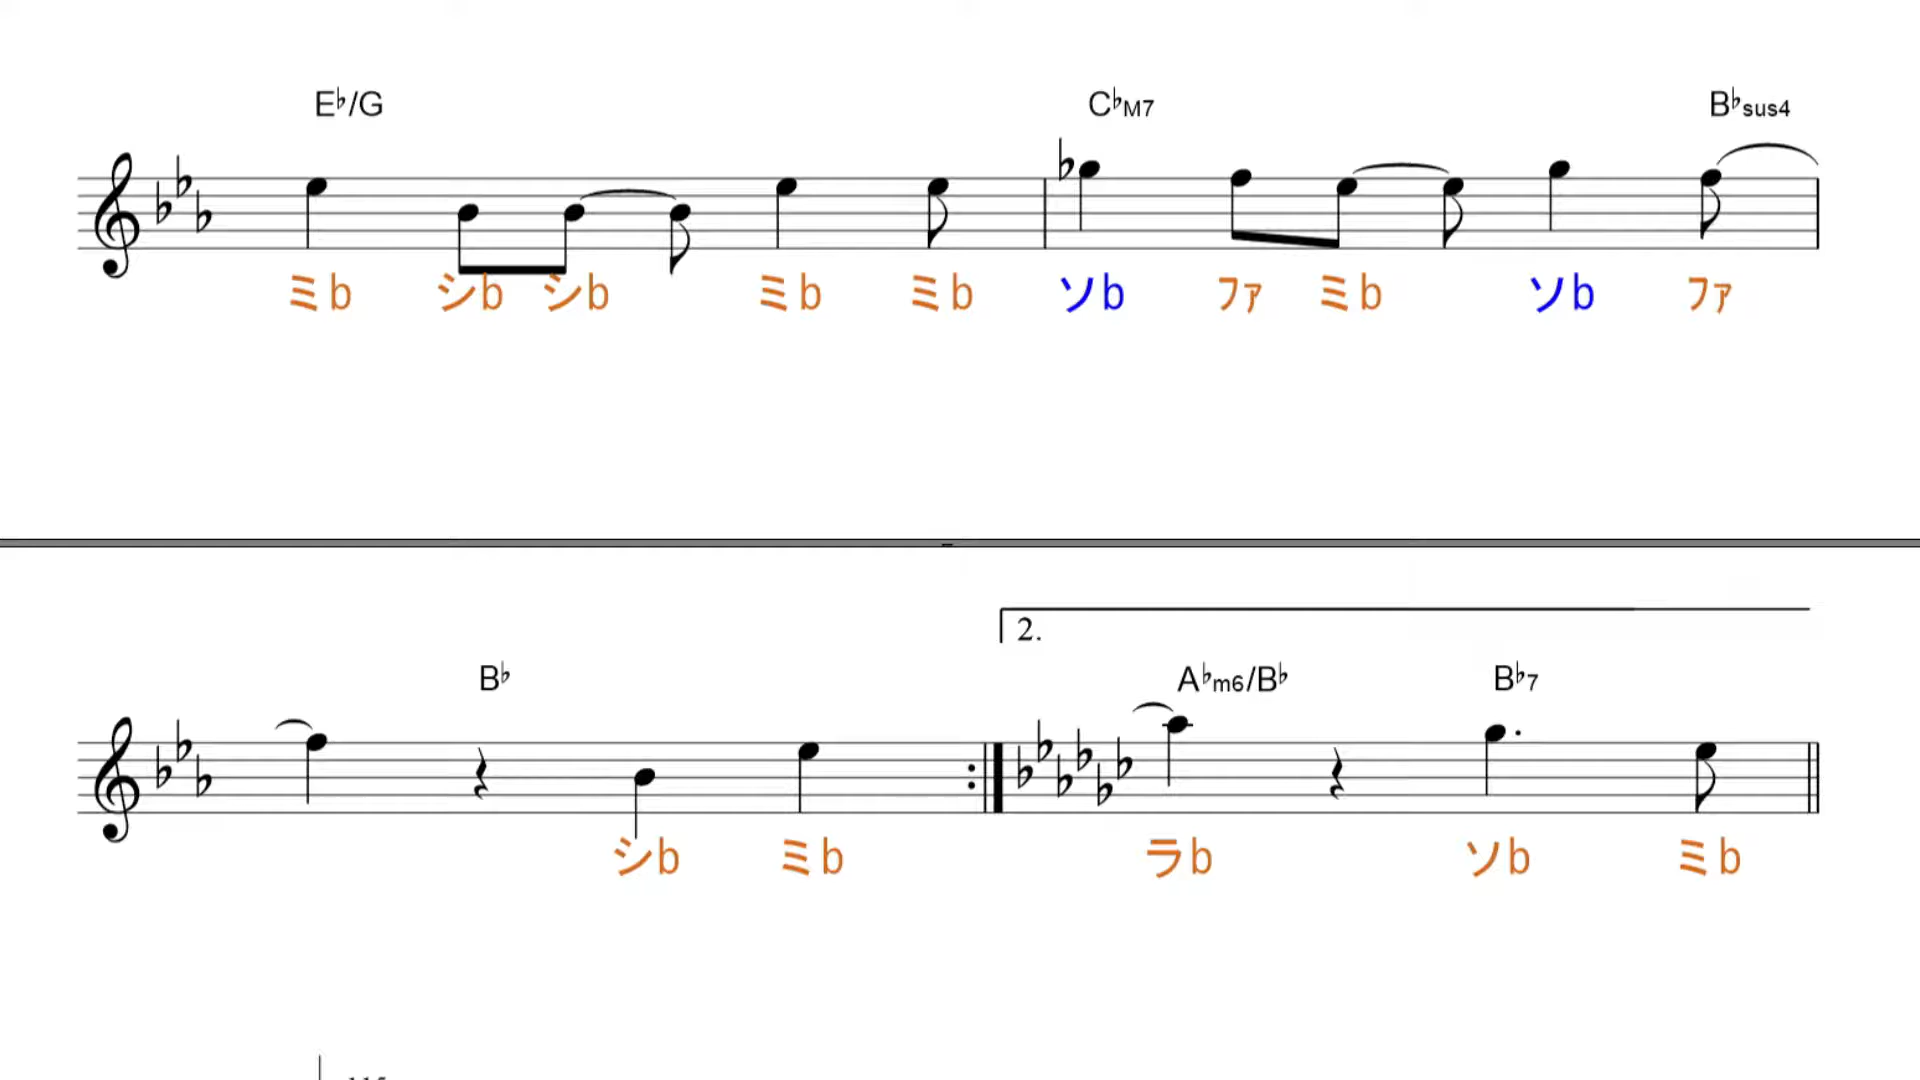 E♭/G C♭M7 B♭sus4
ミb シb シb ミb ミb ソb ファ ミb ソb ファ
2.
B♭ A♭m6/B♭ B♭7
シb ミb ラb ソb ミb